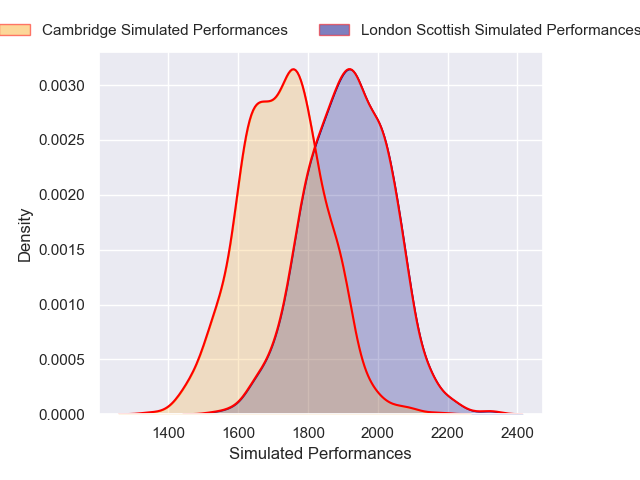 Cambridge Simulated Performances London Scottish Simulated Performances
0.0030
0.0025
0.0020
0.0015
0.0010
0.0005
0.0000
Density
1400 1600 1800 2000 2200 2400
Simulated Performances